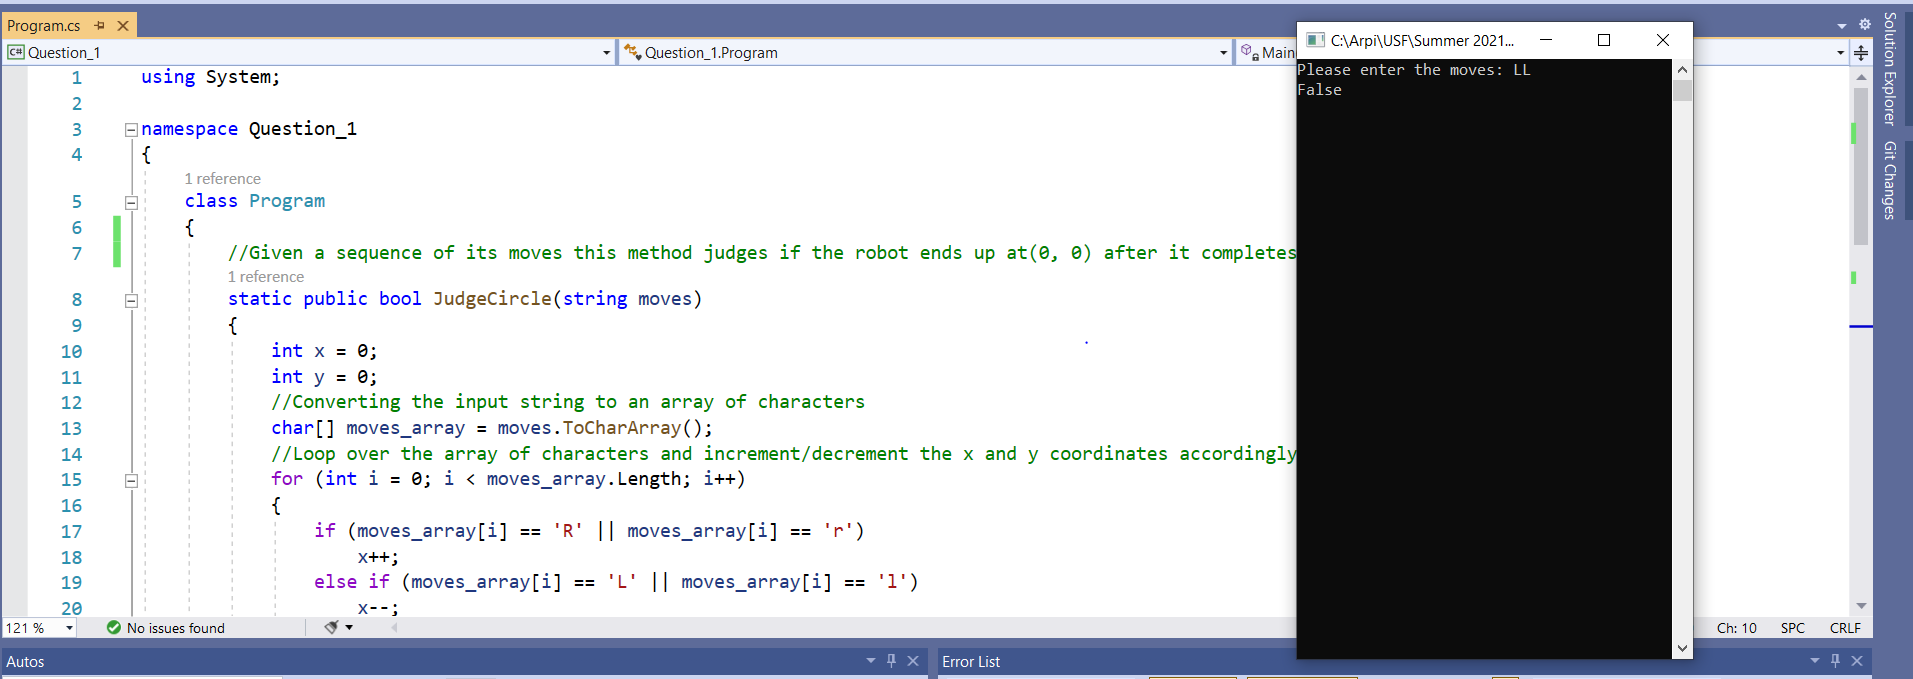 Program.cs
Question_1
Question_1.Program
Main
1 using System;
2
3 namespace Question_1
4 {
1 reference
5 class Program
6 {
7 //Given a sequence of its moves this method judges if the robot ends up at(0, 0) after it completes
1 reference
8 static public bool JudgeCircle(string moves)
9 {
10 int x = 0;
11 int y = 0;
12 //Converting the input string to an array of characters
13 char[] moves_array = moves.ToCharArray();
14 //Loop over the array of characters and increment/decrement the x and y coordinates accordingly
15 for (int i = 0; i < moves_array.Length; i++)
16 {
17 if (moves_array[i] == 'R' || moves_array[i] == 'r')
18 x++;
19 else if (moves_array[i] == 'L' || moves_array[i] == 'l')
20 x--;
C:\Arpi\USF\Summer 2021...
Please enter the moves: LL
False
Solution Explorer
Git Changes
121 %
No issues found
Ch: 10
SPC
CRLF
Autos
Error List